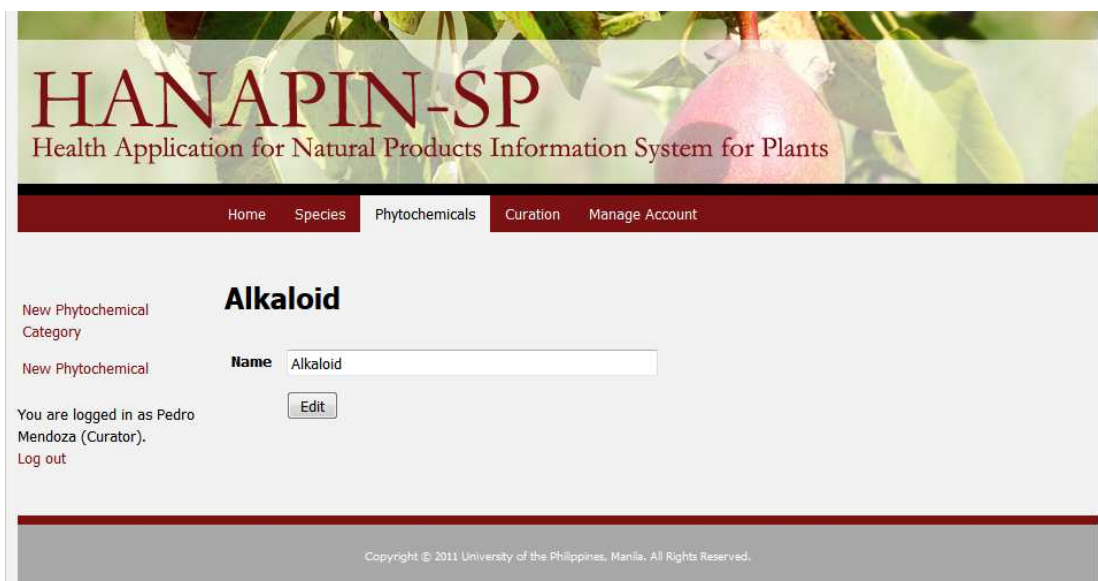 HANAPIN-SP
Health Application for Natural Products Information System for Plants
Home Species Phytochemicals Curation Manage Account
New Phytochemical
Category
New Phytochemical
You are logged in as Pedro
Mendoza (Curator).
Log out
Alkaloid
Name Alkaloid
Edit
Copyright © 2011 University of the Philippines, Manila. All Rights Reserved.